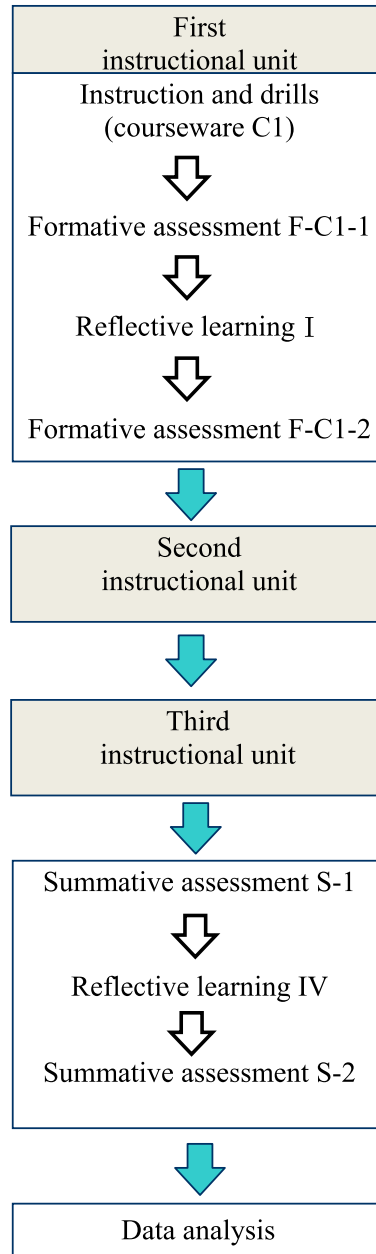 First
instructional unit
Instruction and drills
(courseware C1)
Formative assessment F-C1-1
Reflective learning I
Formative assessment F-C1-2
Second
instructional unit
Third
instructional unit
Summative assessment S-1
Reflective learning IV
Summative assessment S-2
Data analysis